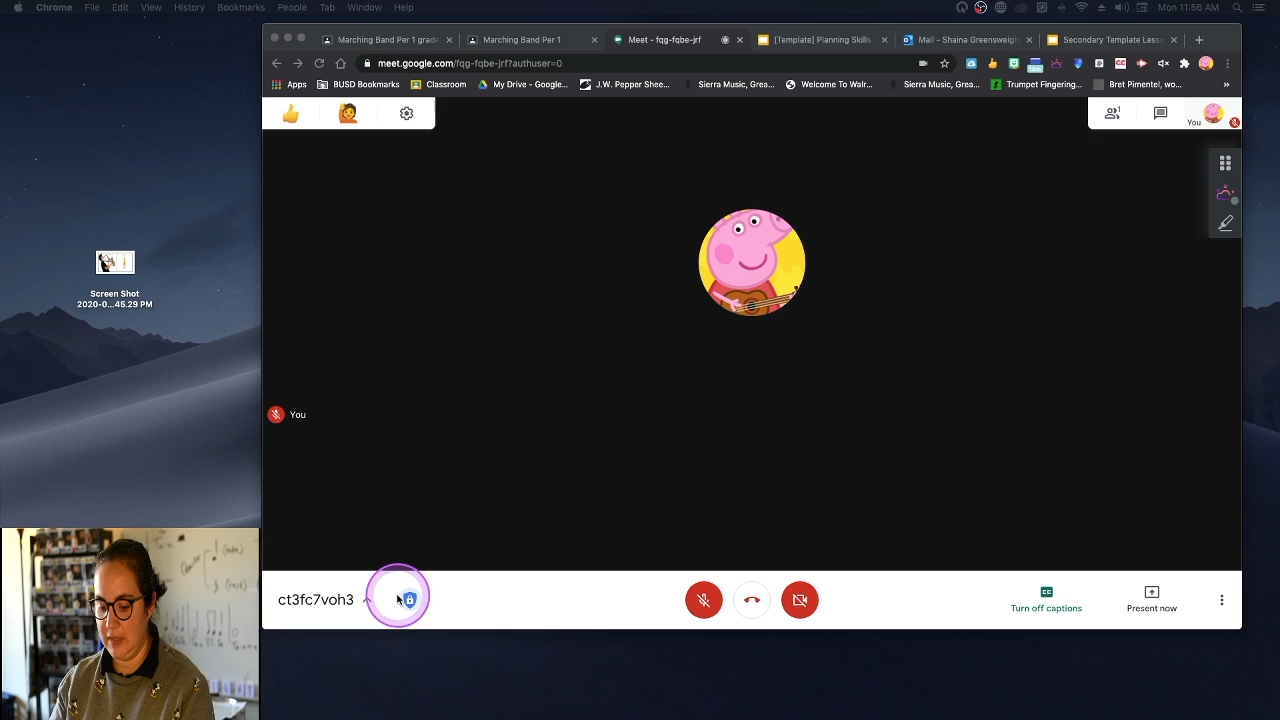 Chrome File Edit View History Bookmarks People Tab Window Help
Mon 11:56 AM
Marching Band Per 1 grade
Marching Band Per 1
Meet - fqg-fqbe-jrf
[Template] Planning Skills
Mail - Shaina Greensweigh
Secondary Template Less
meet.google.com/fqg-fqbe-jrf?authuser=0
Apps
BUSD Bookmarks
Classroom
My Drive - Google...
J.W. Pepper Shee...
Sierra Music, Grea...
Welcome To Walr...
Sierra Music, Grea...
Trumpet Fingering...
Bret Pimentel, wo...
»
1
You
Screen Shot
2020-0...45.29 PM
You
ct3fc7voh3
CC
Turn off captions
Present now